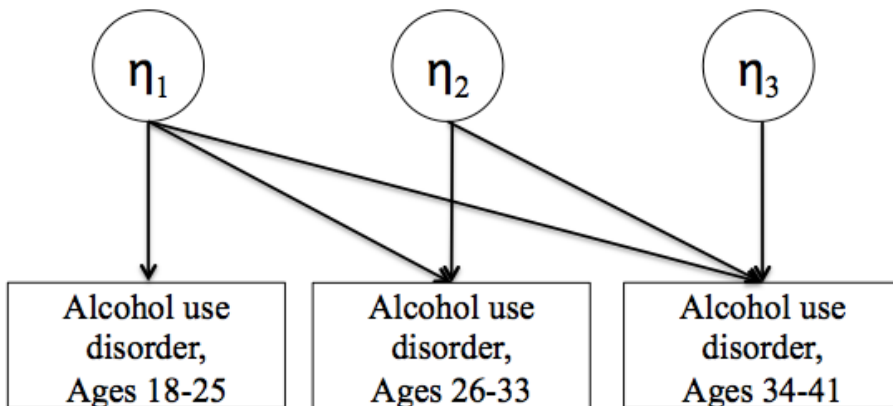 η1
η2
η3
Alcohol use
disorder,
Ages 18-25
Alcohol use
disorder,
Ages 26-33
Alcohol use
disorder,
Ages 34-41